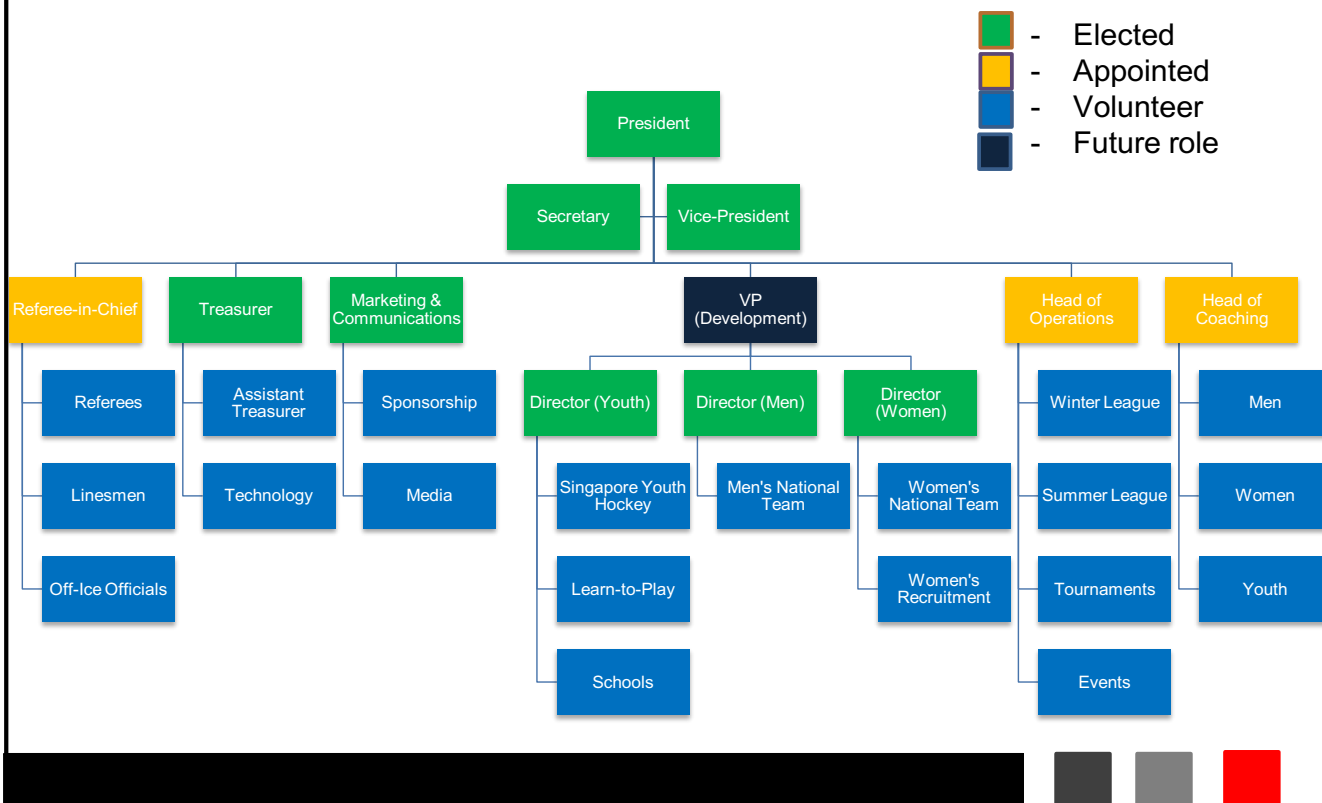 - Elected
- Appointed
- Volunteer
- Future role
President
Secretary
Vice-President
Referee-in-Chief
Treasurer
Marketing &
Communications
VP
(Development)
Head of
Operations
Head of
Coaching
Referees
Assistant
Treasurer
Sponsorship
Director (Youth)
Director (Men)
Director
(Women)
Winter League
Men
Linesmen
Technology
Media
Singapore Youth
Hockey
Men's National
Team
Women's
National Team
Summer League
Women
Off-Ice Officials
Learn-to-Play
Women's
Recruitment
Tournaments
Youth
Schools
Events